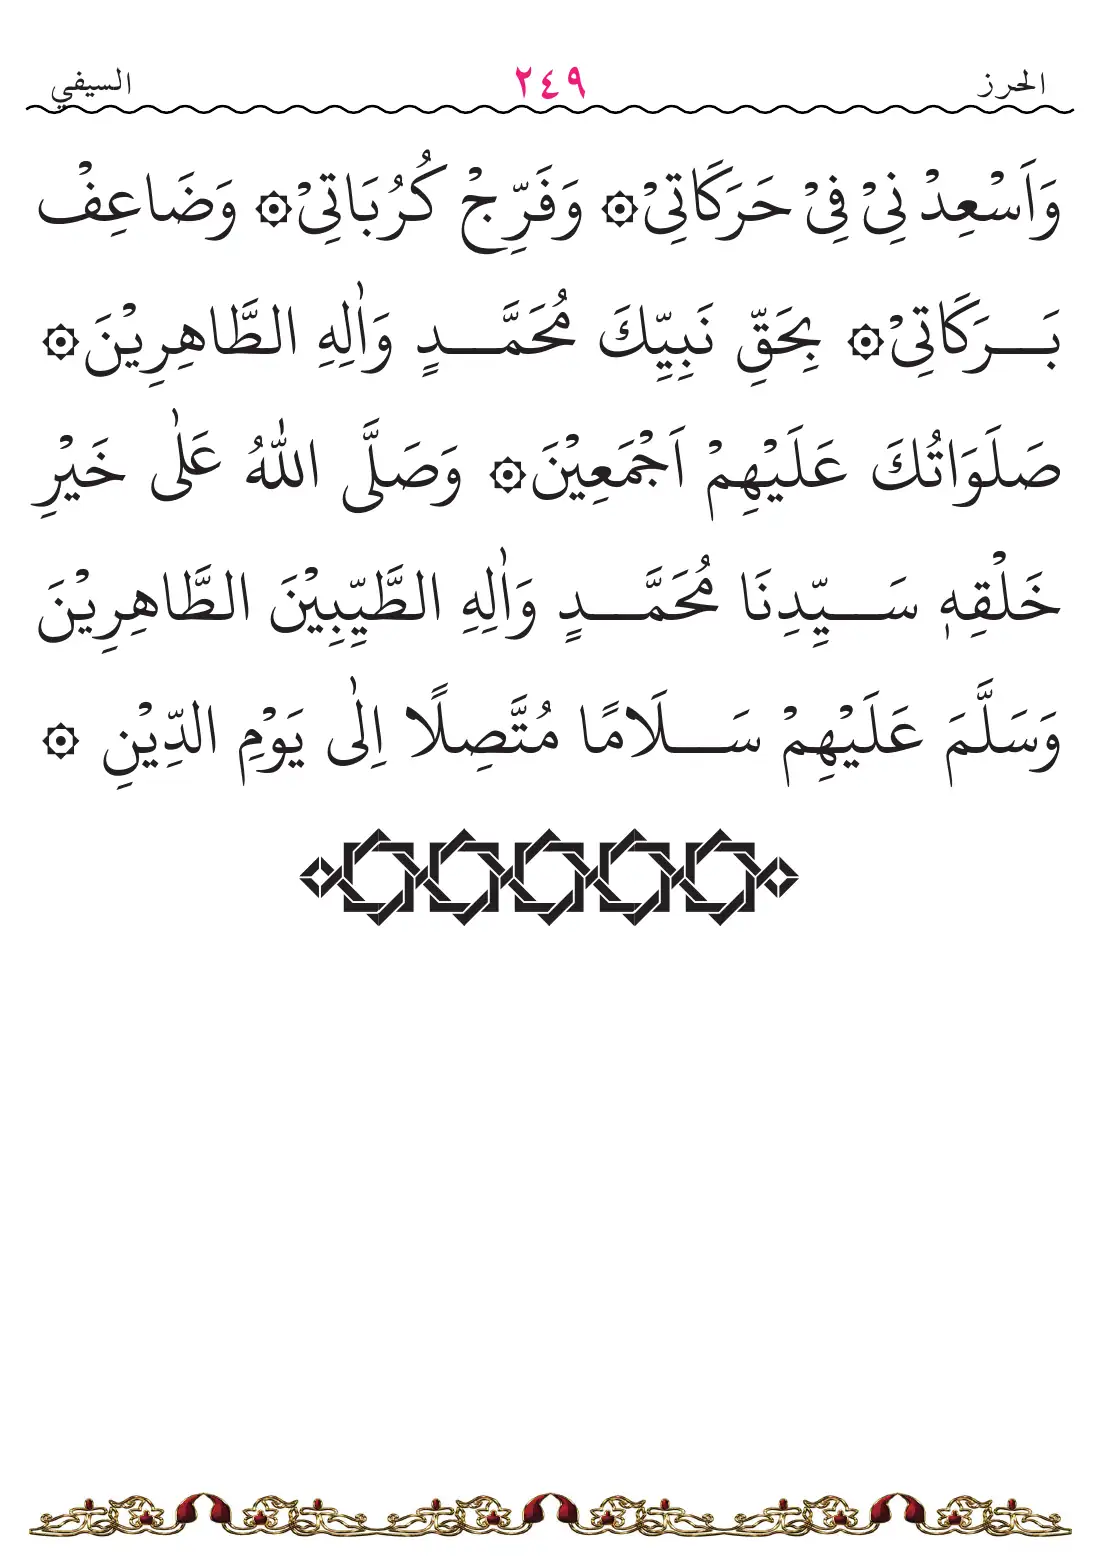 الحرز ٢٤٩ السيفي
وَاَسْعِدْنِيْ فِيْ حَرَكَاتِيْ۞ وَفَرِّجْ كُرُبَاتِيْ۞ وَضَاعِفْ
بَـــرَكَاتِيْ۞ بِحَقِّ نَبِيِّكَ مُحَمَّـــدٍ وَاٰلِهِ الطَّاهِرِيْنَ۞
صَلَوَاتُكَ عَلَيْهِمْ اَجْمَعِيْنَ۞ وَصَلَّى اللّٰهُ عَلٰى خَيْرِ
خَلْقِهٖ سَـــيِّدِنَا مُحَمَّـــدٍ وَاٰلِهِ الطَّيِّبِيْنَ الطَّاهِرِيْنَ
وَسَلَّمَ عَلَيْهِمْ سَـــلَامًا مُتَّصِلًا اِلٰى يَوْمِ الدِّيْنِ ۞